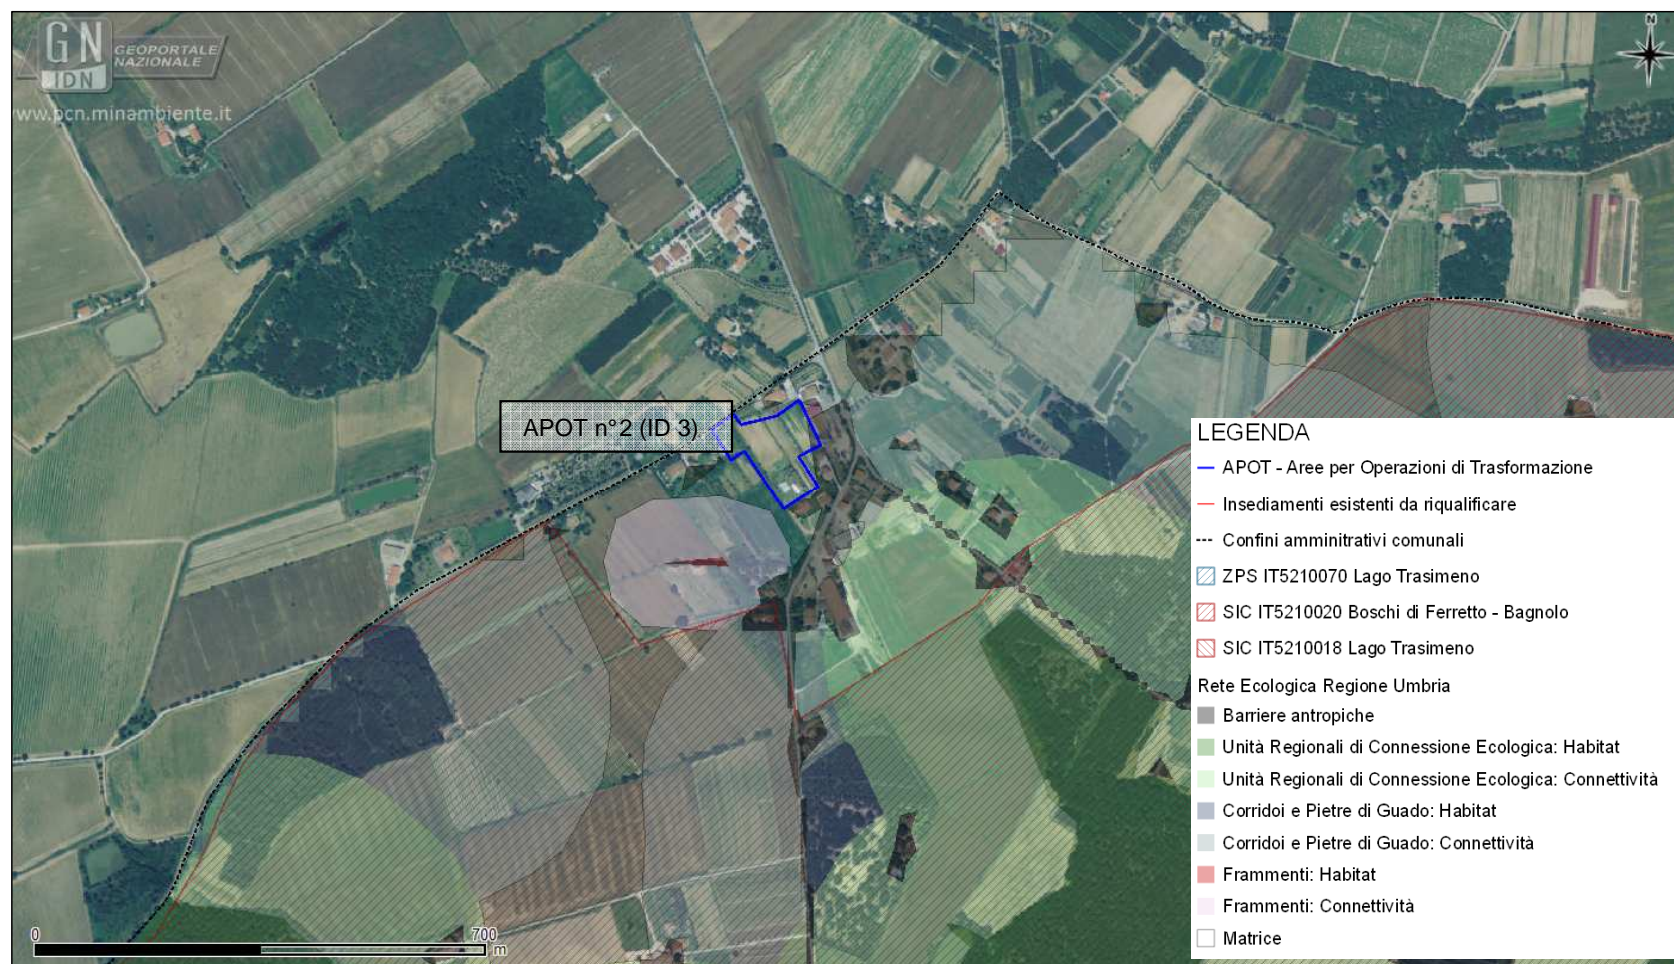 GN
IDN
GEOPORTALE
NAZIONALE
www.pcn.minambiente.it
N
APOT n°2 (ID 3)
LEGENDA
APOT - Aree per Operazioni di Trasformazione
Insediamenti esistenti da riqualificare
Confini amminitrativi comunali
ZPS IT5210070 Lago Trasimeno
SIC IT5210020 Boschi di Ferretto - Bagnolo
SIC IT5210018 Lago Trasimeno
Rete Ecologica Regione Umbria
Barriere antropiche
Unità Regionali di Connessione Ecologica: Habitat
Unità Regionali di Connessione Ecologica: Connettività
Corridoi e Pietre di Guado: Habitat
Corridoi e Pietre di Guado: Connettività
Frammenti: Habitat
Frammenti: Connettività
Matrice
0 700
m